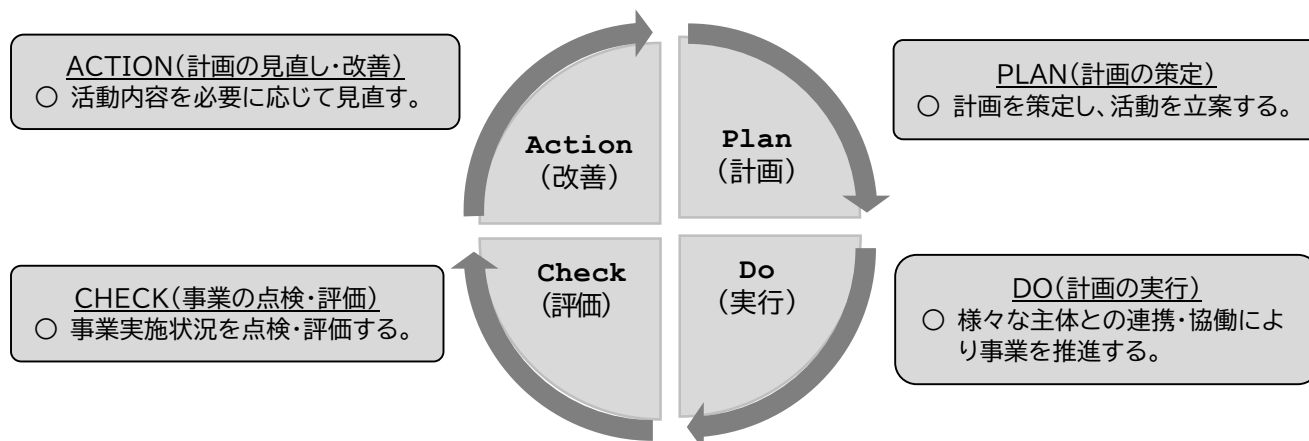 ACTION(計画の見直し・改善)
○ 活動内容を必要に応じて見直す。
PLAN(計画の策定)
○ 計画を策定し、活動を立案する。
Action
(改善)
Plan
(計画)
Check
(評価)
Do
(実行)
CHECK(事業の点検・評価)
○ 事業実施状況を点検・評価する。
DO(計画の実行)
○ 様々な主体との連携・協働によ
り事業を推進する。